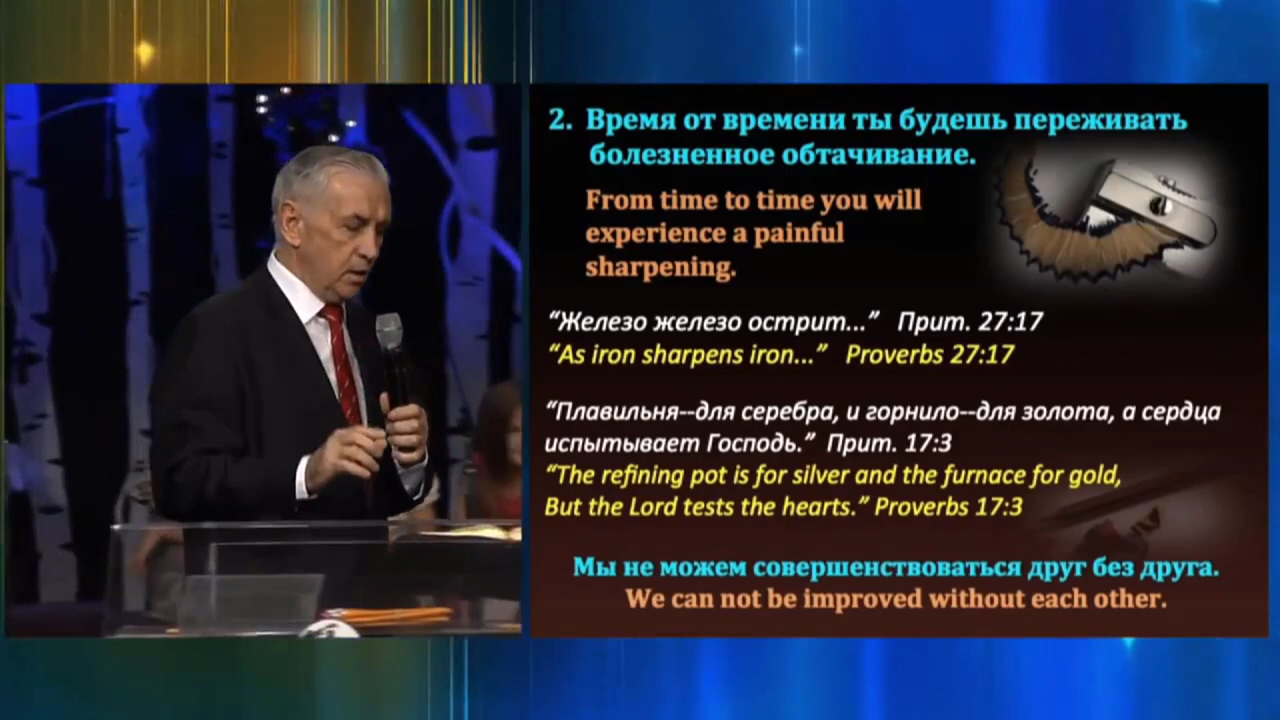 2. Время от времени ты будешь переживать
болезненное обтачивание.
From time to time you will
experience a painful
sharpening.
“Железо железо острит...” Прит. 27:17
“As iron sharpens iron...” Proverbs 27:17
“Плавильня--для серебра, и горнило--для золота, а сердца
испытывает Господь.” Прит. 17:3
“The refining pot is for silver and the furnace for gold,
But the Lord tests the hearts.” Proverbs 17:3
Мы не можем совершенствоваться друг без друга.
We can not be improved without each other.